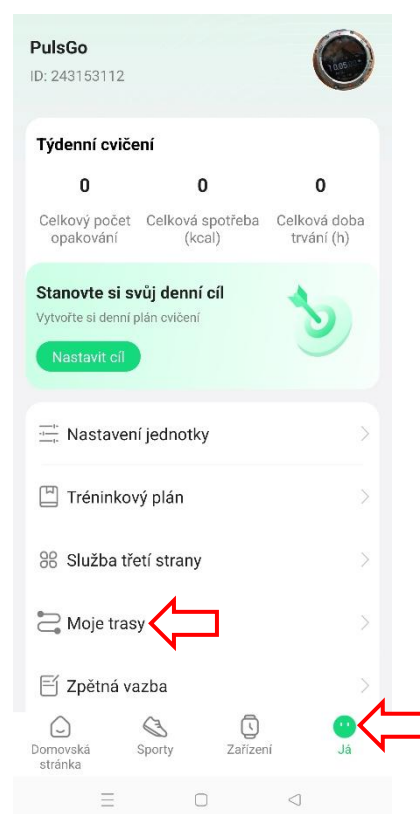 PulsGo
ID: 243153112
Týdenní cvičení
0 0 0
Celkový počet Celková spotřeba Celková doba
opakování (kcal) trvání (h)
Stanovte si svůj denní cíl
Vytvořte si denní plán cvičení
Nastavit cíl
Nastavení jednotky
Tréninkový plán
Služba třetí strany
Moje trasy
Zpětná vazba
Domovská Sporty Zařízení Já
stránka